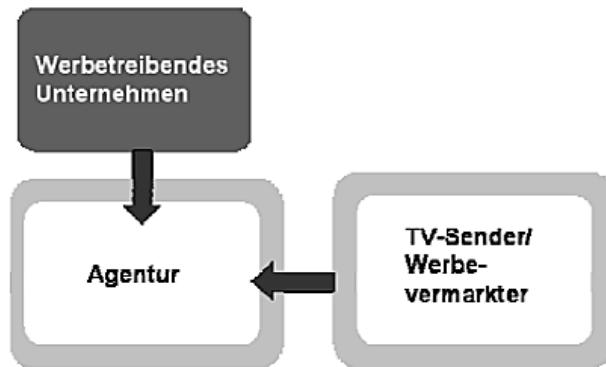 Werbetreibendes
Unternehmen
Agentur
TV-Sender/
Werbe-
vermarkter